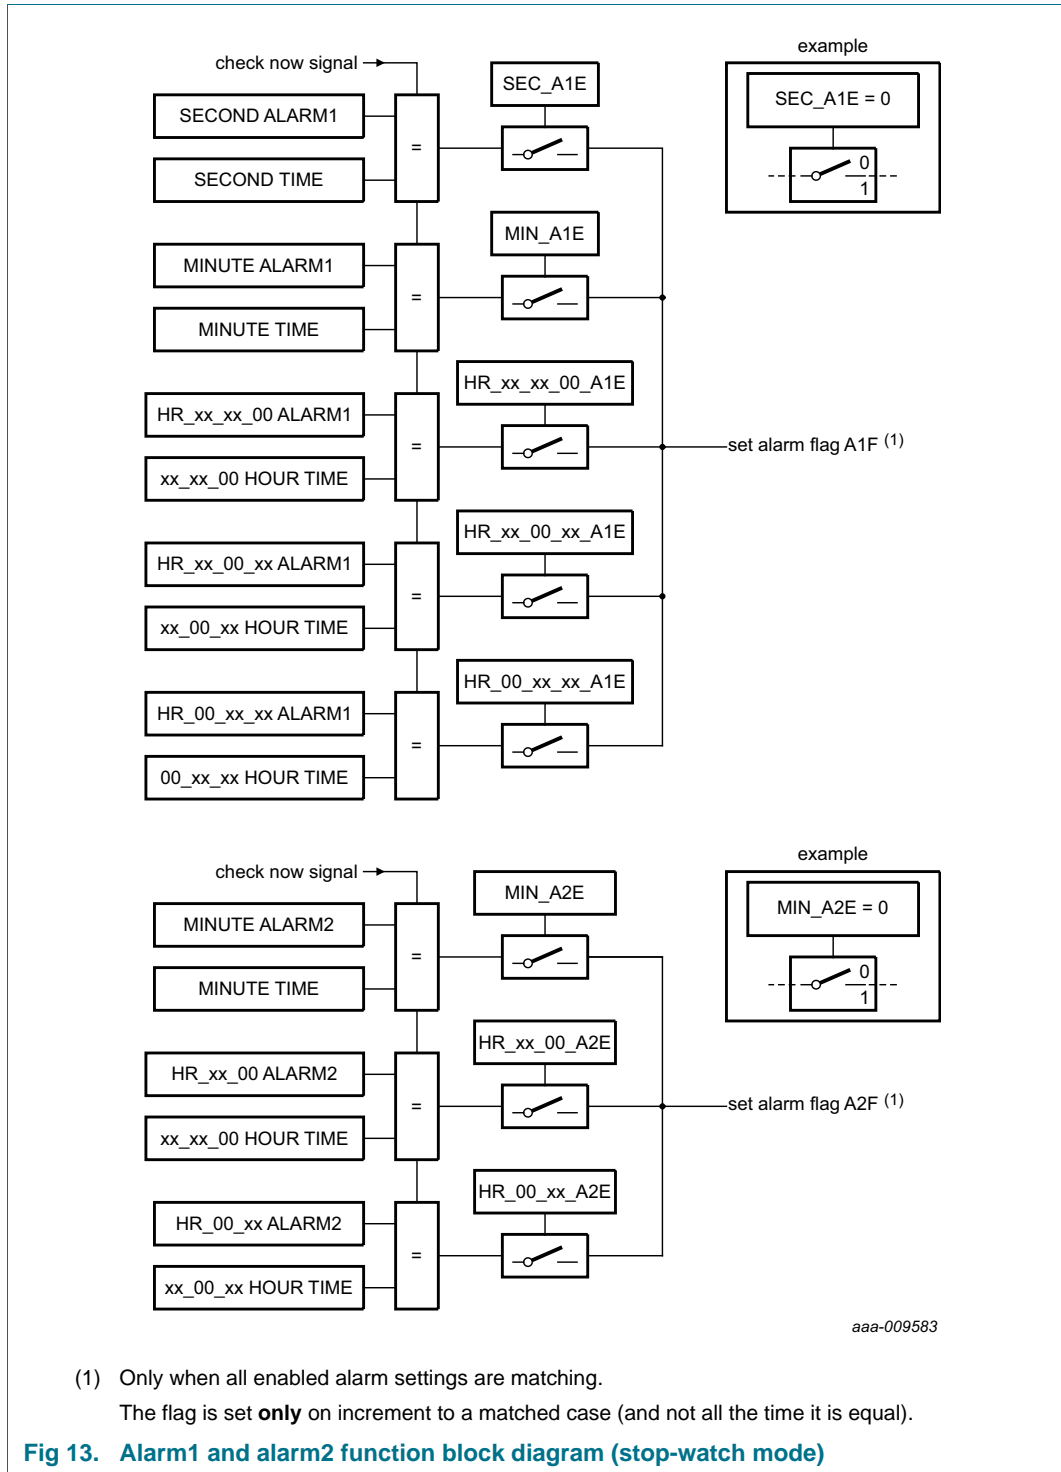 example
check now signal
SEC_A1E
SEC_A1E = 0
SECOND ALARM1
=
0
1
SECOND TIME
MIN_A1E
MINUTE ALARM1
=
MINUTE TIME
HR_xx_xx_00_A1E
HR_xx_xx_00 ALARM1
=
set alarm flag A1F (1)
xx_xx_00 HOUR TIME
HR_xx_00_xx_A1E
HR_xx_00_xx ALARM1
=
xx_00_xx HOUR TIME
HR_00_xx_xx_A1E
HR_00_xx_xx ALARM1
=
00_xx_xx HOUR TIME
example
check now signal
MIN_A2E
MIN_A2E = 0
MINUTE ALARM2
=
0
1
MINUTE TIME
HR_xx_00_A2E
HR_xx_00 ALARM2
=
set alarm flag A2F (1)
xx_xx_00 HOUR TIME
HR_00_xx_A2E
HR_00_xx ALARM2
=
xx_00_xx HOUR TIME
aaa-009583
(1) Only when all enabled alarm settings are matching.
The flag is set only on increment to a matched case (and not all the time it is equal).
Fig 13. Alarm1 and alarm2 function block diagram (stop-watch mode)